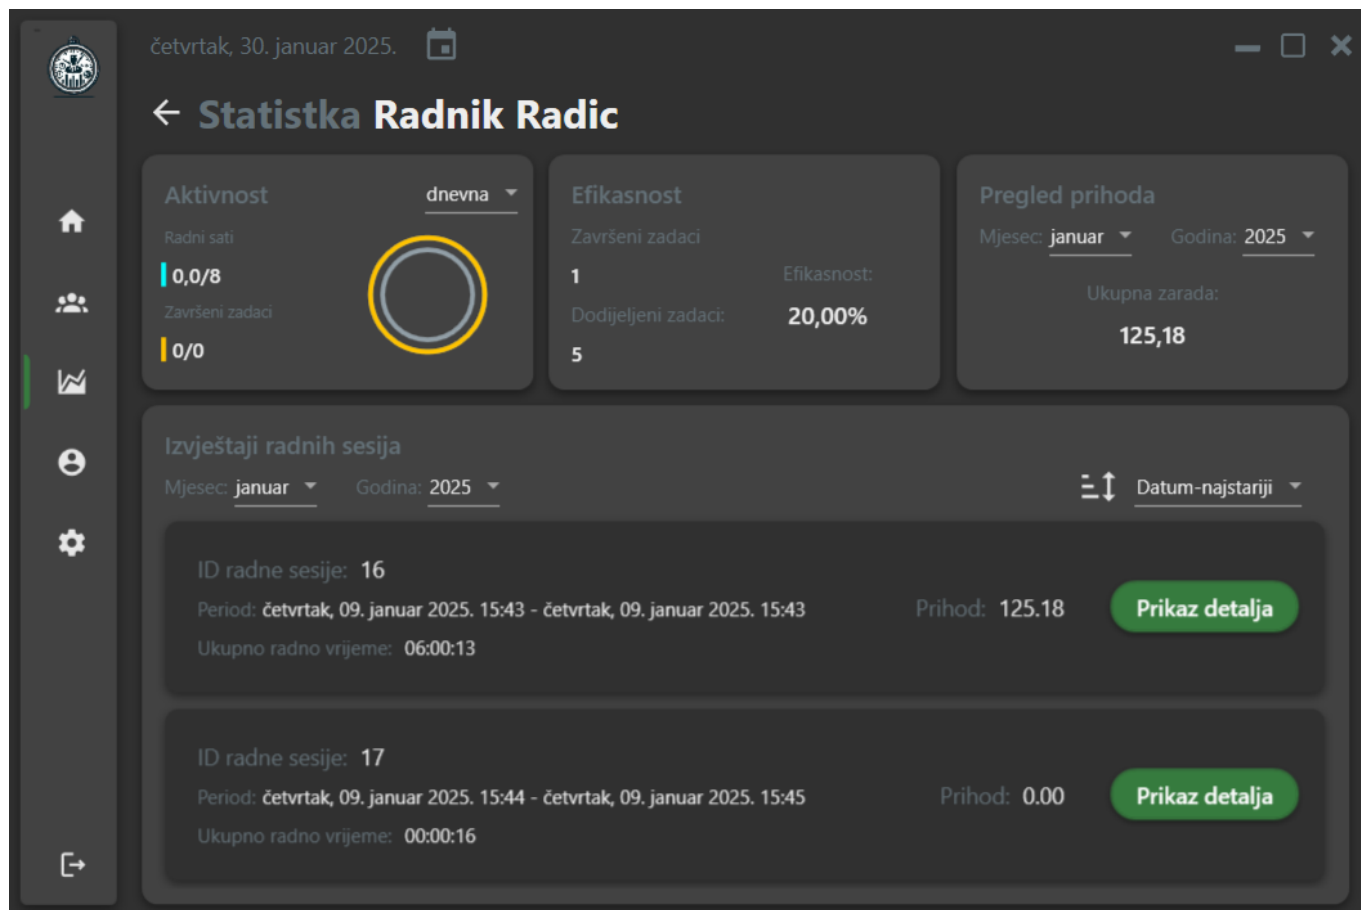 četvrtak, 30. januar 2025.
Statistka Radnik Radic
Aktivnost
dnevna
Radni sati
0,0/8
Završeni zadaci
0/0
Efikasnost
Završeni zadaci
1
Efikasnost:
Dodijeljeni zadaci:
20,00%
5
Pregled prihoda
Mjesec: januar
Godina: 2025
Ukupna zarada:
125,18
Izvještaji radnih sesija
Mjesec: januar
Godina: 2025
Datum-najstariji
ID radne sesije: 16
Period: četvrtak, 09. januar 2025. 15:43 - četvrtak, 09. januar 2025. 15:43
Ukupno radno vrijeme: 06:00:13
Prihod: 125.18
Prikaz detalja
ID radne sesije: 17
Period: četvrtak, 09. januar 2025. 15:44 - četvrtak, 09. januar 2025. 15:45
Ukupno radno vrijeme: 00:00:16
Prihod: 0.00
Prikaz detalja